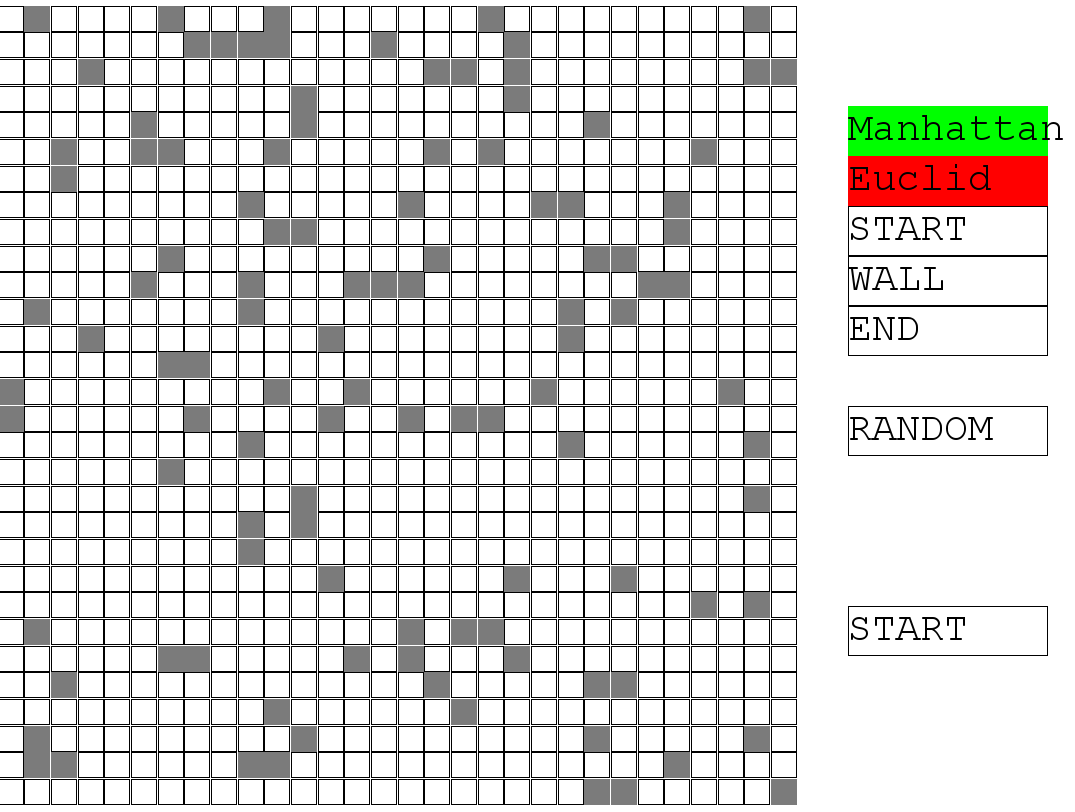 Manhattan
Euclid
START
WALL
END
RANDOM
START